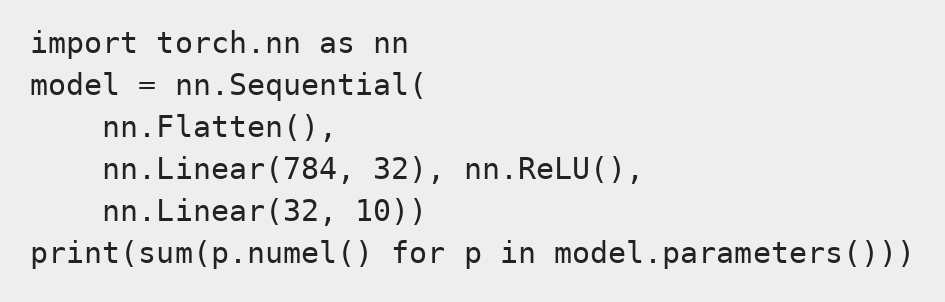 import torch.nn as nn
model = nn.Sequential(
    nn.Flatten(),
    nn.Linear(784, 32), nn.ReLU(),
    nn.Linear(32, 10))
print(sum(p.numel() for p in model.parameters()))